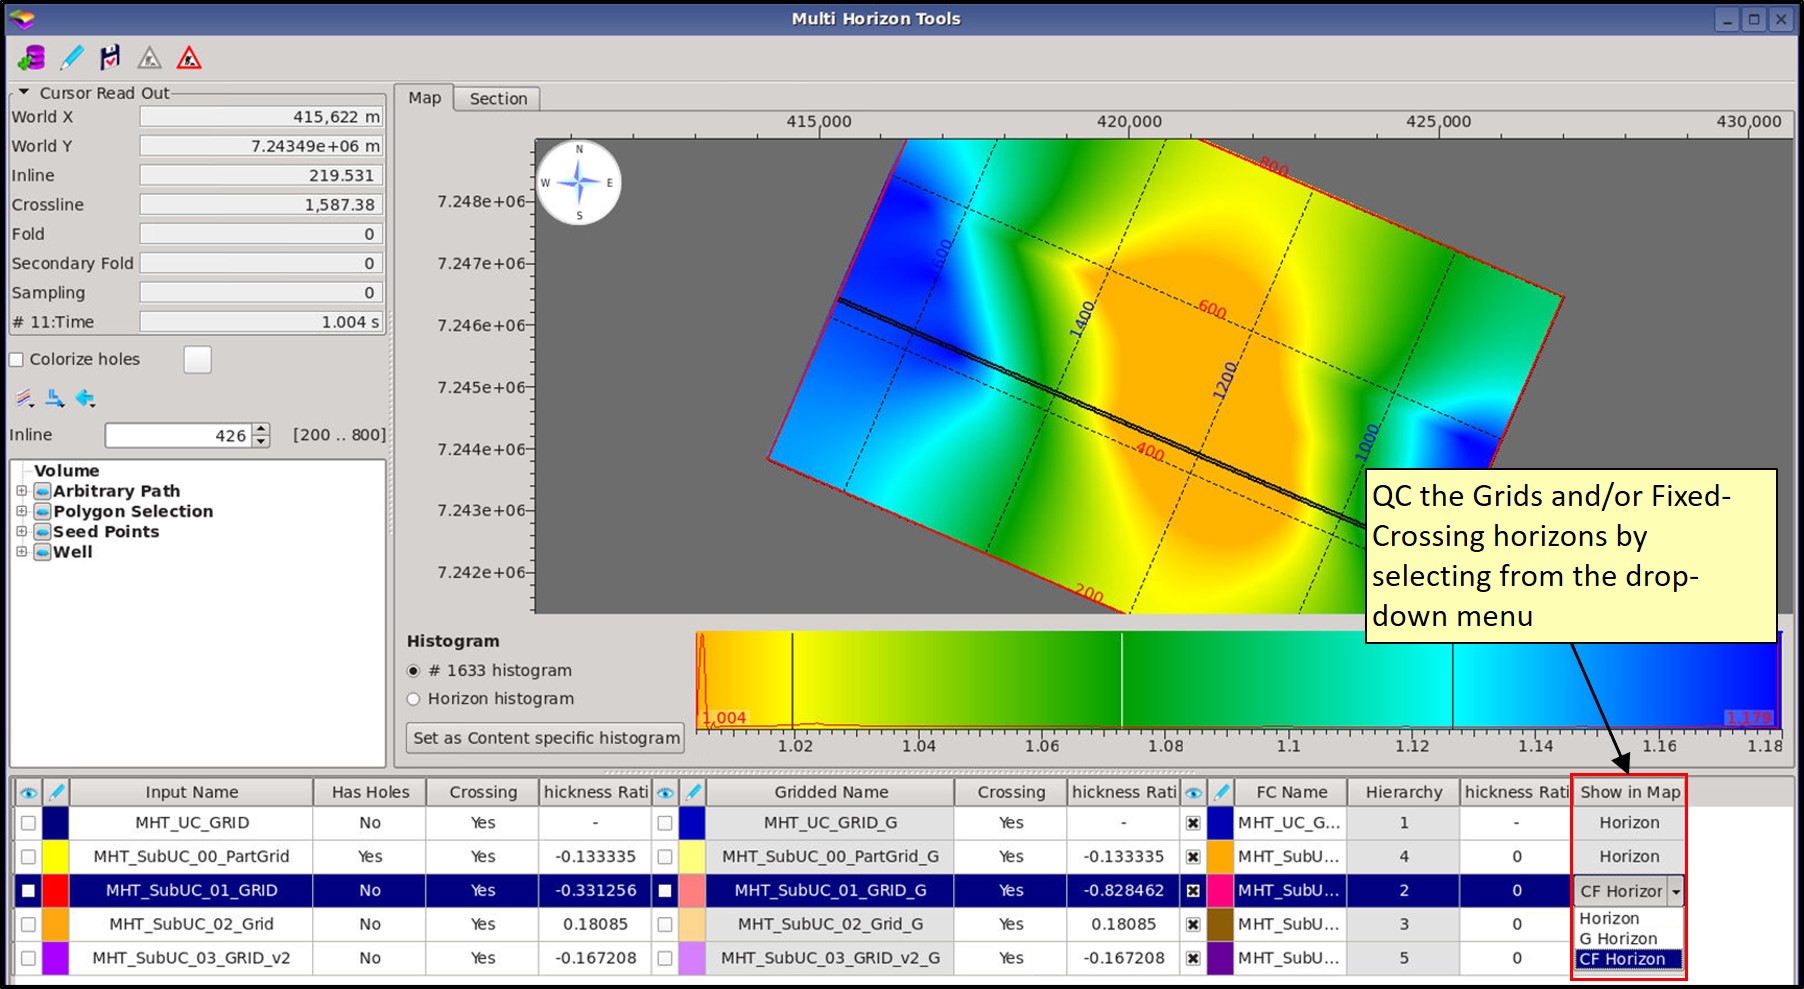 Multi Horizon Tools
Cursor Read Out
World X 415,622 m
World Y 7.24349e+06 m
Inline 219.531
Crossline 1,587.38
Fold 0
Secondary Fold 0
Sampling 0
# 11:Time 1.004 s
Colorize holes
Inline 426 [200 .. 800]
Volume
Arbitrary Path
Polygon Selection
Seed Points
Well
Map Section
415,000 420,000 425,000 430,000
N
W E
S
7.248e+06
7.247e+06
7.246e+06
7.245e+06
7.244e+06
7.243e+06
7.242e+06
800
600
1400
600
1200
1000
400
200
QC the Grids and/or Fixed-
Crossing horizons by
selecting from the drop-
down menu
Histogram
# 1633 histogram
Horizon histogram
Set as Content specific histogram
1.004 1.179
1.02 1.04 1.06 1.08 1.1 1.12 1.14 1.16 1.18
Input Name Has Holes Crossing hickness Rati Gridded Name Crossing hickness Rati FC Name Hierarchy hickness Rati Show in Map
MHT_UC_GRID No Yes - MHT_UC_GRID_G Yes - MHT_UC_G... 1 - Horizon
MHT_SubUC_00_PartGrid Yes Yes -0.133335 MHT_SubUC_00_PartGrid_G Yes -0.133335 MHT_SubU... 4 0 Horizon
MHT_SubUC_01_GRID No Yes -0.331256 MHT_SubUC_01_GRID_G Yes -0.828462 MHT_SubU... 2 0 CF Horizor
MHT_SubUC_02_Grid No Yes 0.18085 MHT_SubUC_02_Grid_G Yes 0.18085 MHT_SubU... 3 0
MHT_SubUC_03_GRID_v2 No Yes -0.167208 MHT_SubUC_03_GRID_v2_G Yes -0.167208 MHT_SubU... 5 0
Horizon
G Horizon
CF Horizon